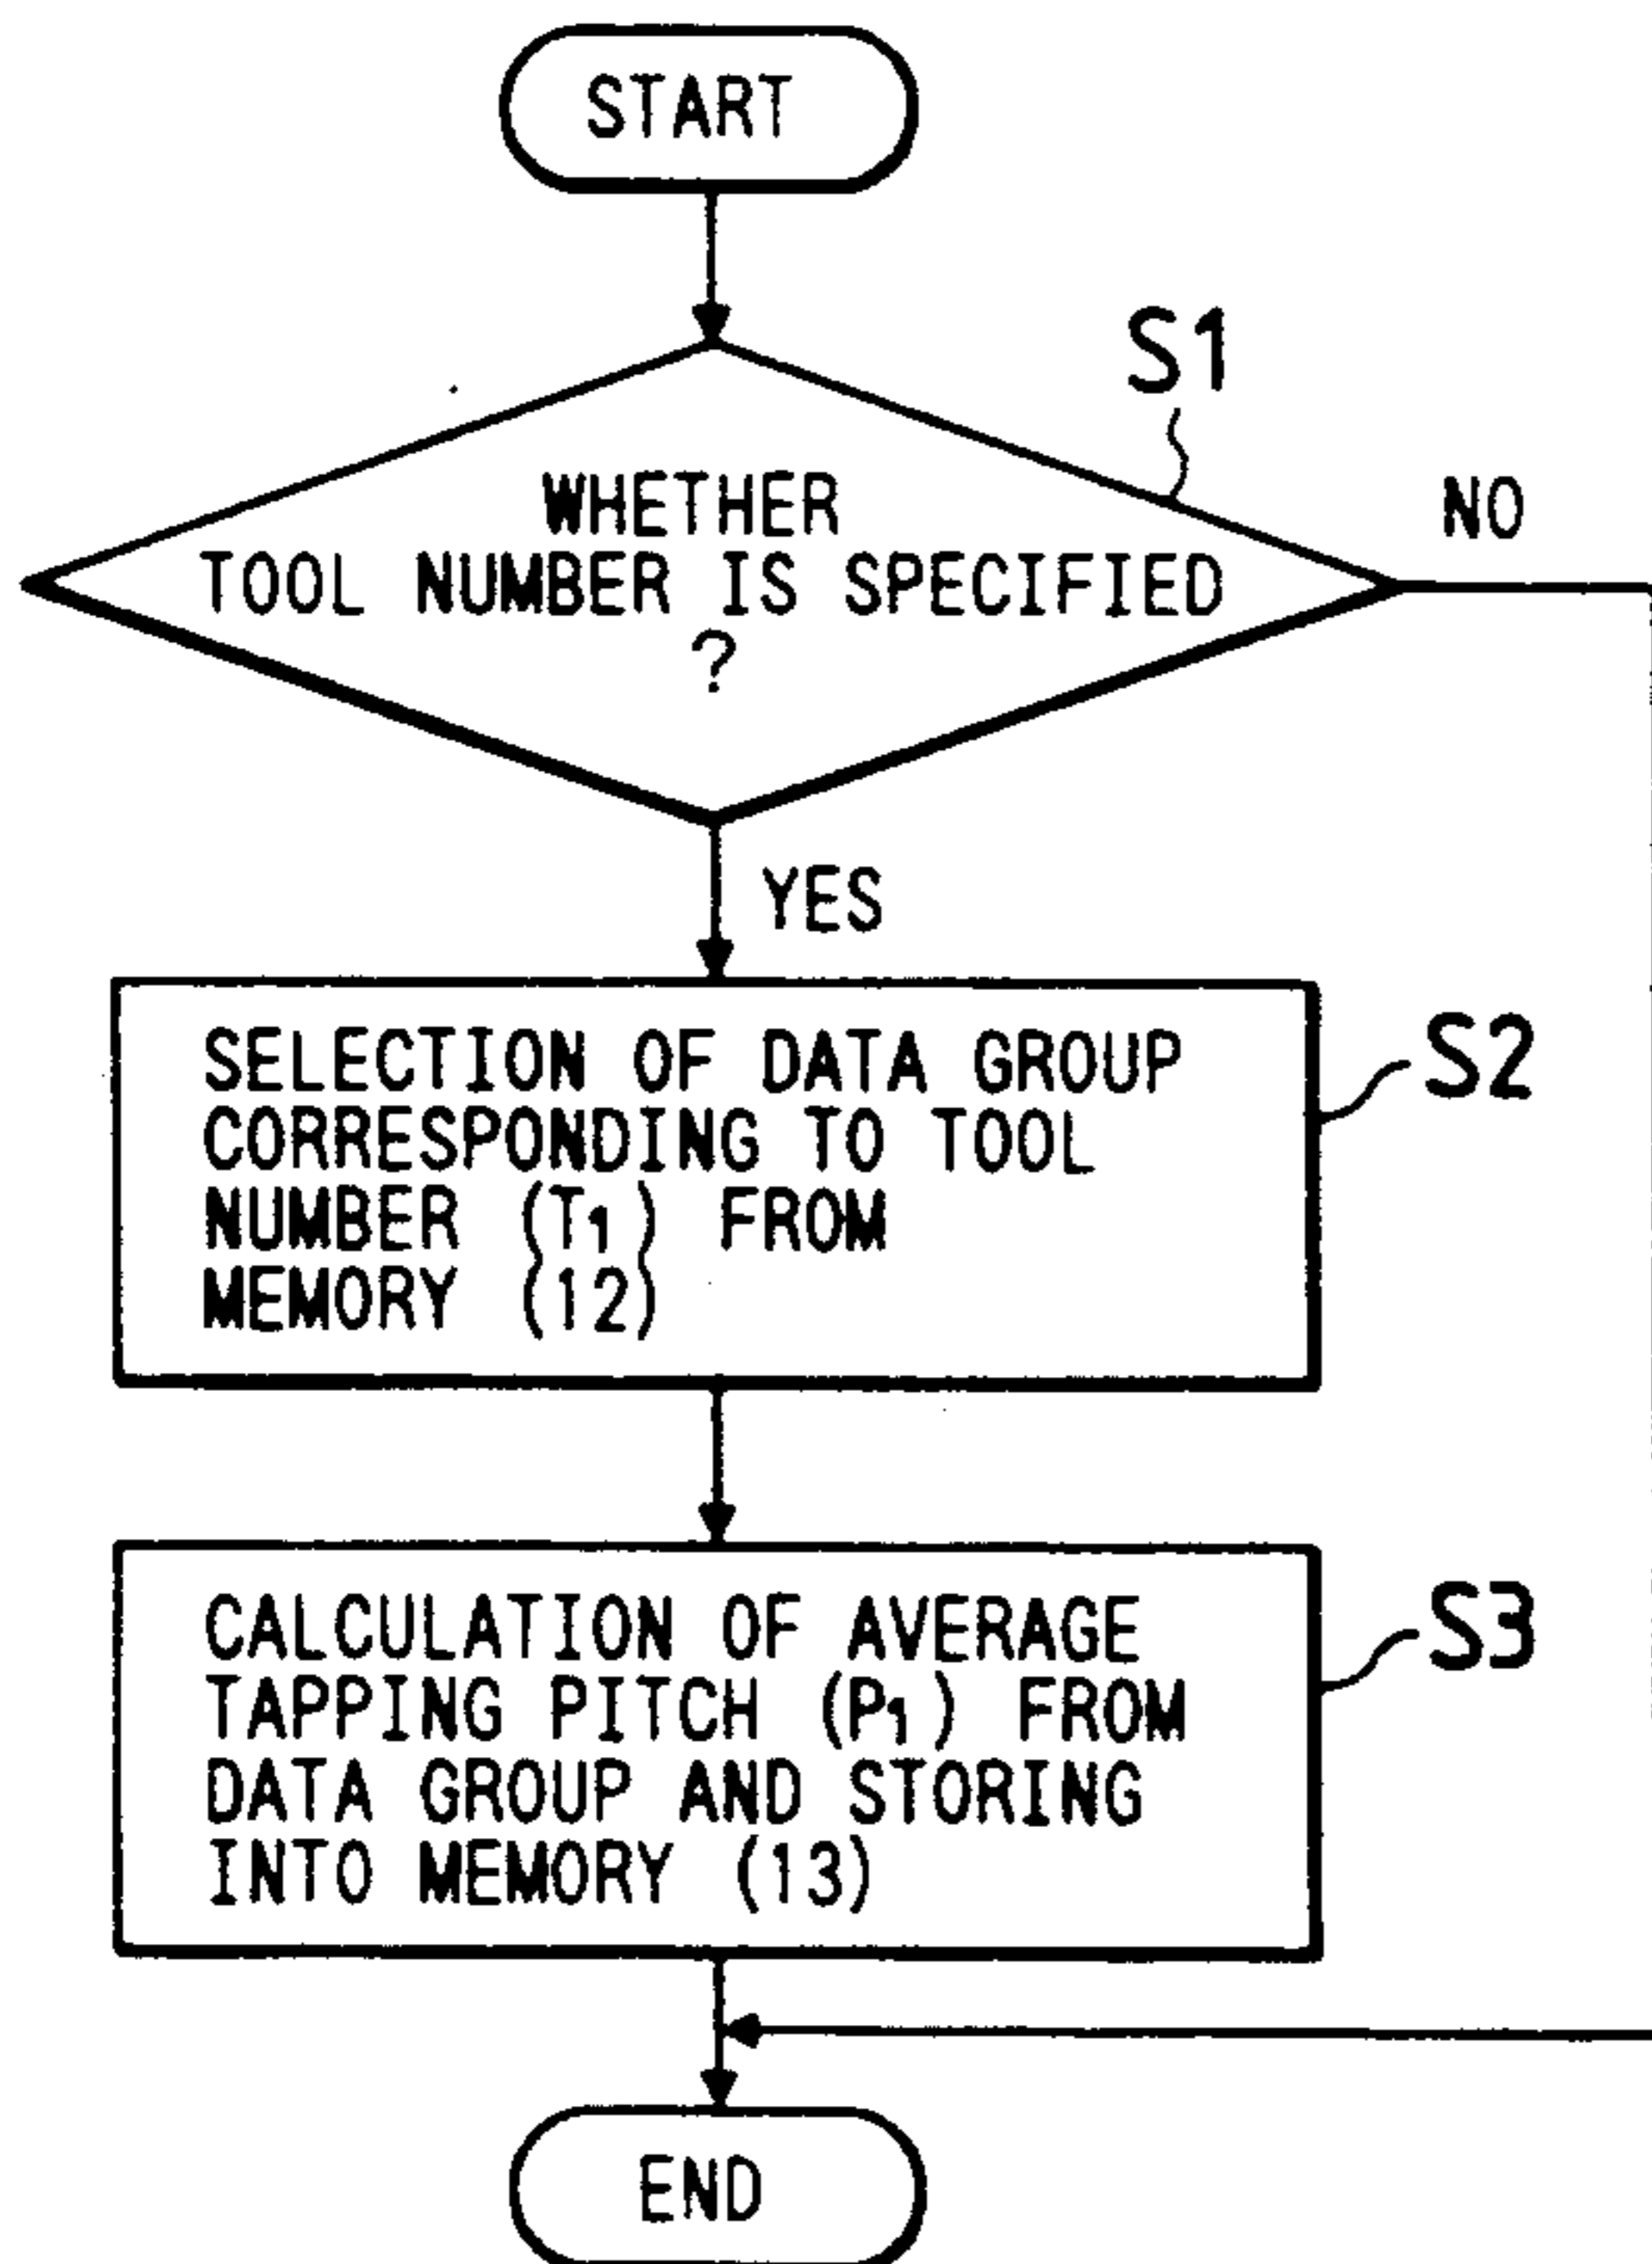 START
S1
WHETHER
TOOL NUMBER IS SPECIFIED
?
NO
YES
SELECTION OF DATA GROUP
CORRESPONDING TO TOOL
NUMBER (T1) FROM
MEMORY (12)
S2
CALCULATION OF AVERAGE
TAPPING PITCH (P1) FROM
DATA GROUP AND STORING
INTO MEMORY (13)
S3
END